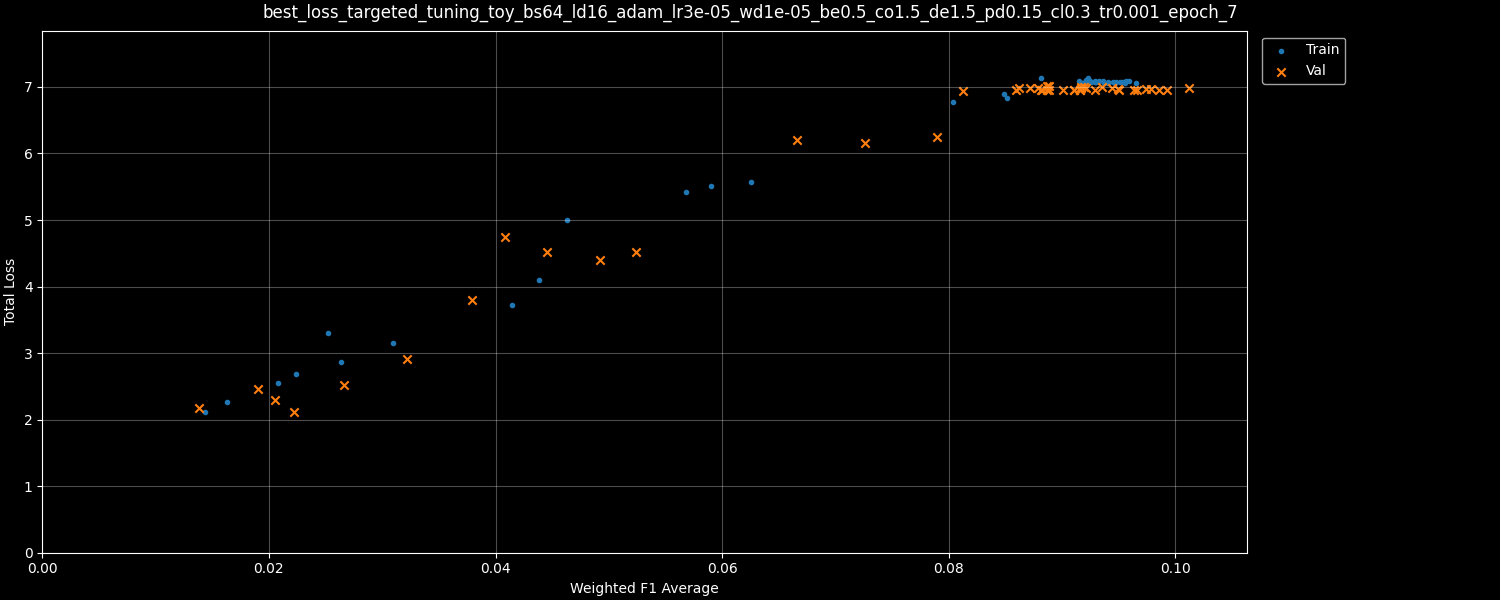 best_loss_targeted_tuning_toy_bs64_ld16_adam_lr3e-05_wd1e-05_be0.5_co1.5_de1.5_pd0.15_cl0.3_tr0.001_epoch_7
Train
Val
7
6
5
4
3
2
1
0
Total Loss
0.00 0.02 0.04 0.06 0.08 0.10
Weighted F1 Average